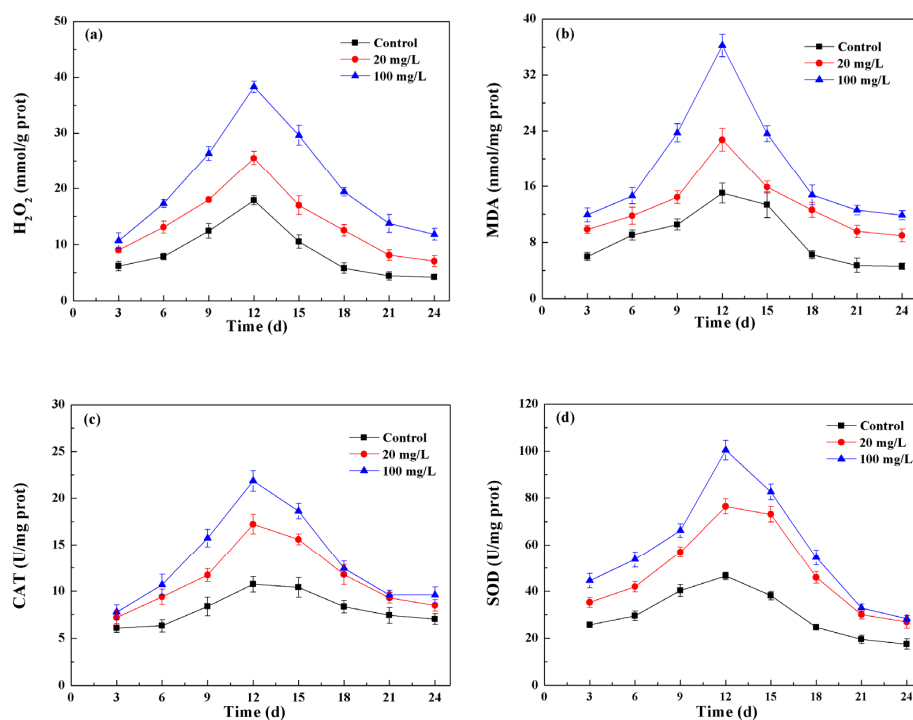 (a)
Control
20 mg/L
100 mg/L
H₂O₂ (mmol/g prot)
50
40
30
20
10
0
0 3 6 9 12 15 18 21 24
Time (d)
(b)
Control
20 mg/L
100 mg/L
MDA (nmol/mg prot)
40
32
24
16
8
0
0 3 6 9 12 15 18 21 24
Time (d)
(c)
Control
20 mg/L
100 mg/L
CAT (U/mg prot)
30
25
20
15
10
5
0
0 3 6 9 12 15 18 21 24
Time (d)
(d)
Control
20 mg/L
100 mg/L
SOD (U/mg prot)
120
100
80
60
40
20
0
0 3 6 9 12 15 18 21 24
Time (d)